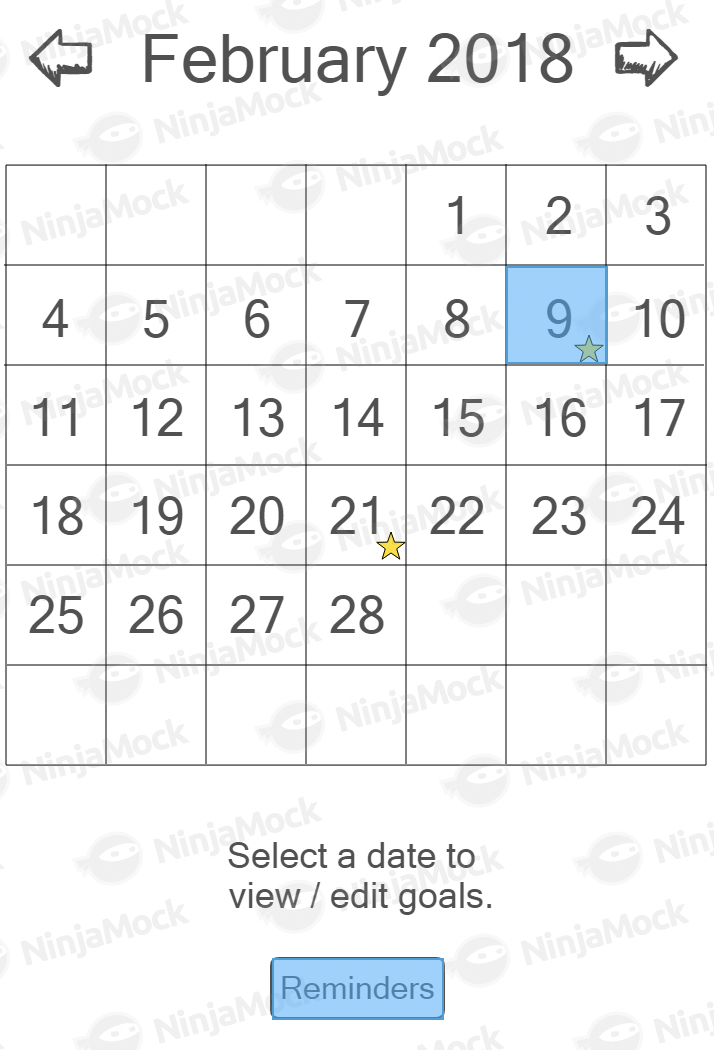 February 2018
1 2 3
4 5 6 7 8 9 10
11 12 13 14 15 16 17
18 19 20 21 22 23 24
25 26 27 28
Select a date to
view / edit goals.
Reminders
NinjaMock